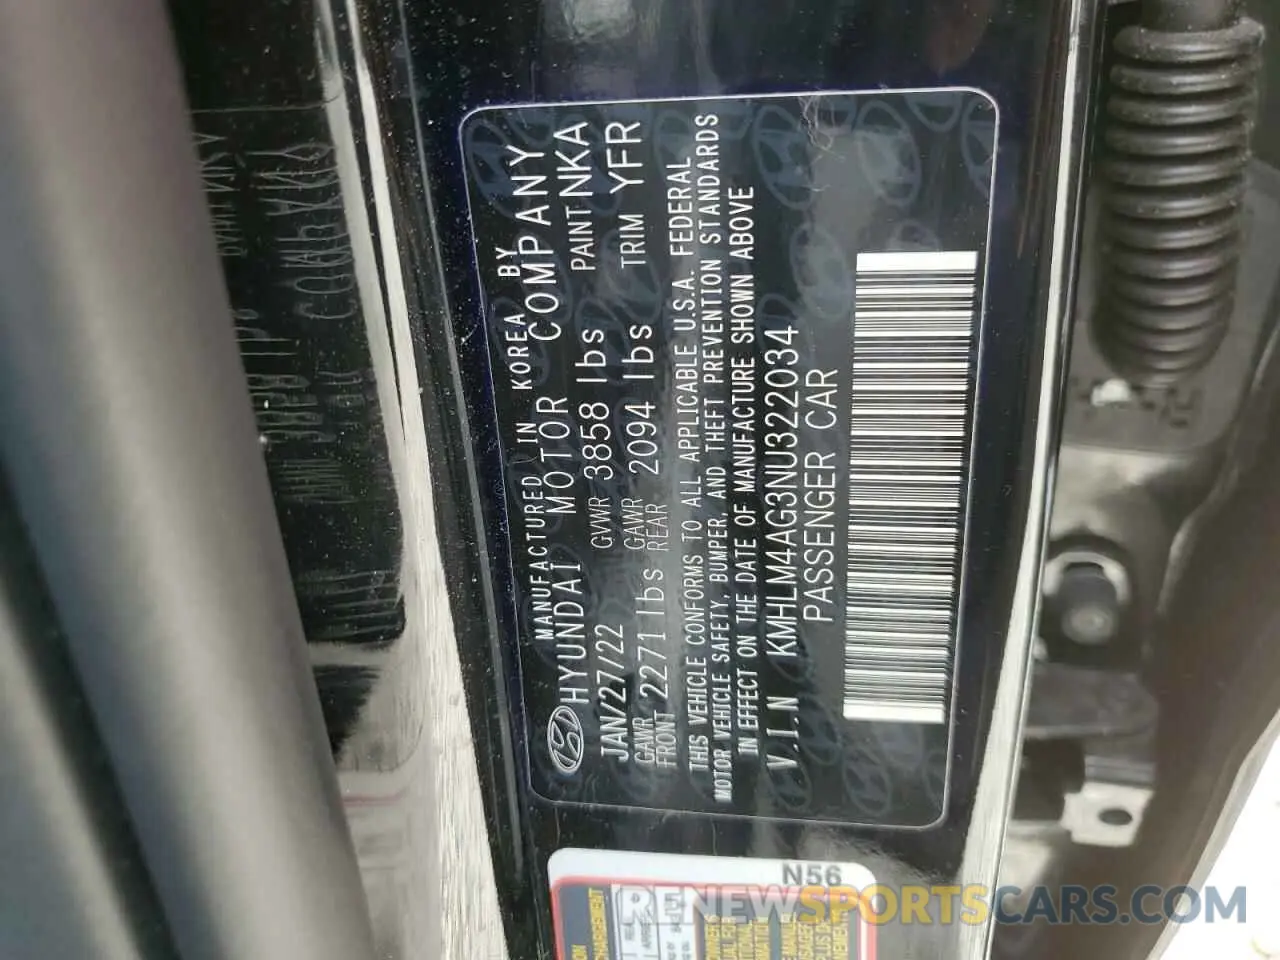 MANUFACTURED IN KOREA BY
HYUNDAI MOTOR COMPANY
JAN/27/22 GVWR 3858 lbs PAINT NKA
GAWR FRONT 2271 lbs GAWR REAR 2094 lbs TRIM YFR
THIS VEHICLE CONFORMS TO ALL APPLICABLE U.S.A. FEDERAL
MOTOR VEHICLE SAFETY, BUMPER, AND THEFT PREVENTION STANDARDS
IN EFFECT ON THE DATE OF MANUFACTURE SHOWN ABOVE
V.I.N KMHLM4AG3NU322034
PASSENGER CAR
N56
RENEWSPORTSCARS.COM